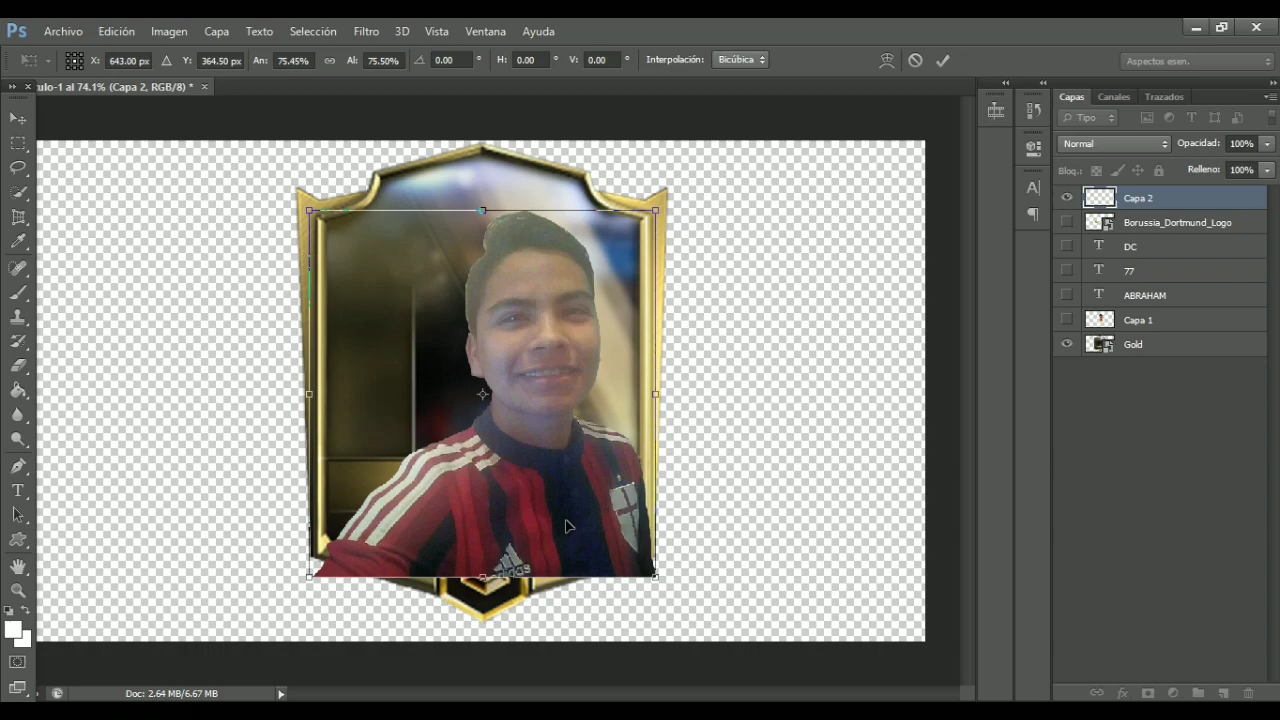 Ps Archivo Edición Imagen Capa Texto Selección Filtro 3D Vista Ventana Ayuda
X: 643.00 px Y: 364.50 px An: 75.45% Al: 75.50% 0.00 ° H: 0.00 ° V: 0.00 ° Interpolación: Bicúbica Aspectos esen.
tulo-1 al 74.1% (Capa 2, RGB/8) * ×
Capas Canales Trazados
Tipo
Normal Opacidad: 100%
Bloq.: Relleno: 100%
Capa 2
Borussia_Dortmund_Logo
T DC
T 77
T ABRAHAM
Capa 1
Gold
A
T
adidas
Doc: 2.64 MB/6.67 MB